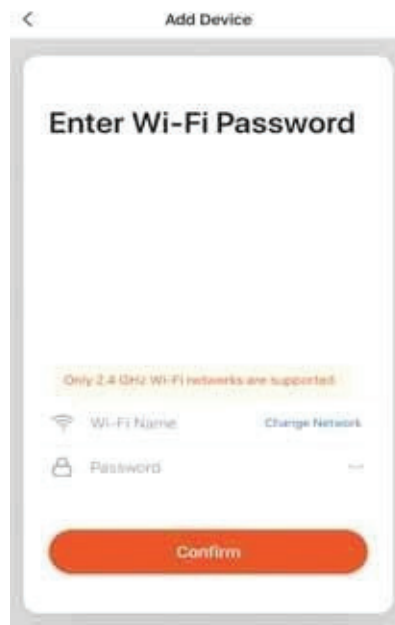 Add Device
Enter Wi-Fi Password
Only 2.4 GHz Wi-Fi networks are supported
Wi-Fi Name Change Network
Password
Confirm